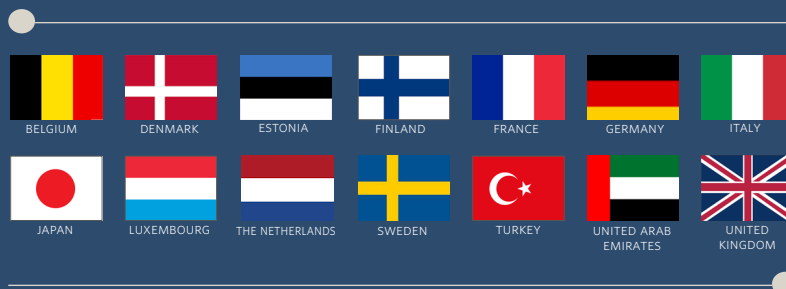 BELGIUM
DENMARK
ESTONIA
FINLAND
FRANCE
GERMANY
ITALY
JAPAN
LUXEMBOURG
THE NETHERLANDS
SWEDEN
TURKEY
UNITED ARAB
EMIRATES
UNITED
KINGDOM